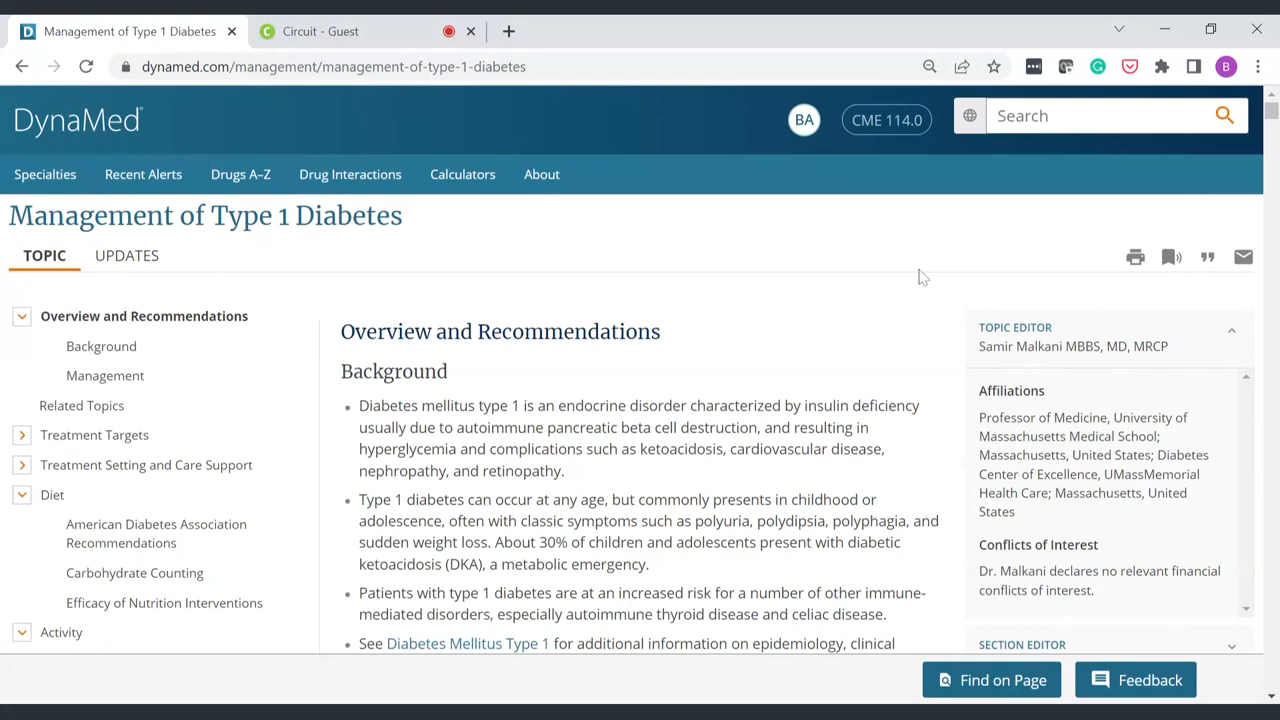 Management of Type 1 Diabetes
Circuit - Guest
dynamed.com/management/management-of-type-1-diabetes
B
DynaMed
BA
CME 114.0
Search
Specialties
Recent Alerts
Drugs A–Z
Drug Interactions
Calculators
About
Management of Type 1 Diabetes
TOPIC
UPDATES
Overview and Recommendations
Background
Management
Related Topics
Treatment Targets
Treatment Setting and Care Support
Diet
American Diabetes Association
Recommendations
Carbohydrate Counting
Efficacy of Nutrition Interventions
Activity
Overview and Recommendations
Background
• Diabetes mellitus type 1 is an endocrine disorder characterized by insulin deficiency
usually due to autoimmune pancreatic beta cell destruction, and resulting in
hyperglycemia and complications such as ketoacidosis, cardiovascular disease,
nephropathy, and retinopathy.
• Type 1 diabetes can occur at any age, but commonly presents in childhood or
adolescence, often with classic symptoms such as polyuria, polydipsia, polyphagia, and
sudden weight loss. About 30% of children and adolescents present with diabetic
ketoacidosis (DKA), a metabolic emergency.
• Patients with type 1 diabetes are at an increased risk for a number of other immune-
mediated disorders, especially autoimmune thyroid disease and celiac disease.
• See Diabetes Mellitus Type 1 for additional information on epidemiology, clinical
TOPIC EDITOR
Samir Malkani MBBS, MD, MRCP
Affiliations
Professor of Medicine, University of
Massachusetts Medical School;
Massachusetts, United States; Diabetes
Center of Excellence, UMassMemorial
Health Care; Massachusetts, United
States
Conflicts of Interest
Dr. Malkani declares no relevant financial
conflicts of interest.
SECTION EDITOR
Find on Page
Feedback